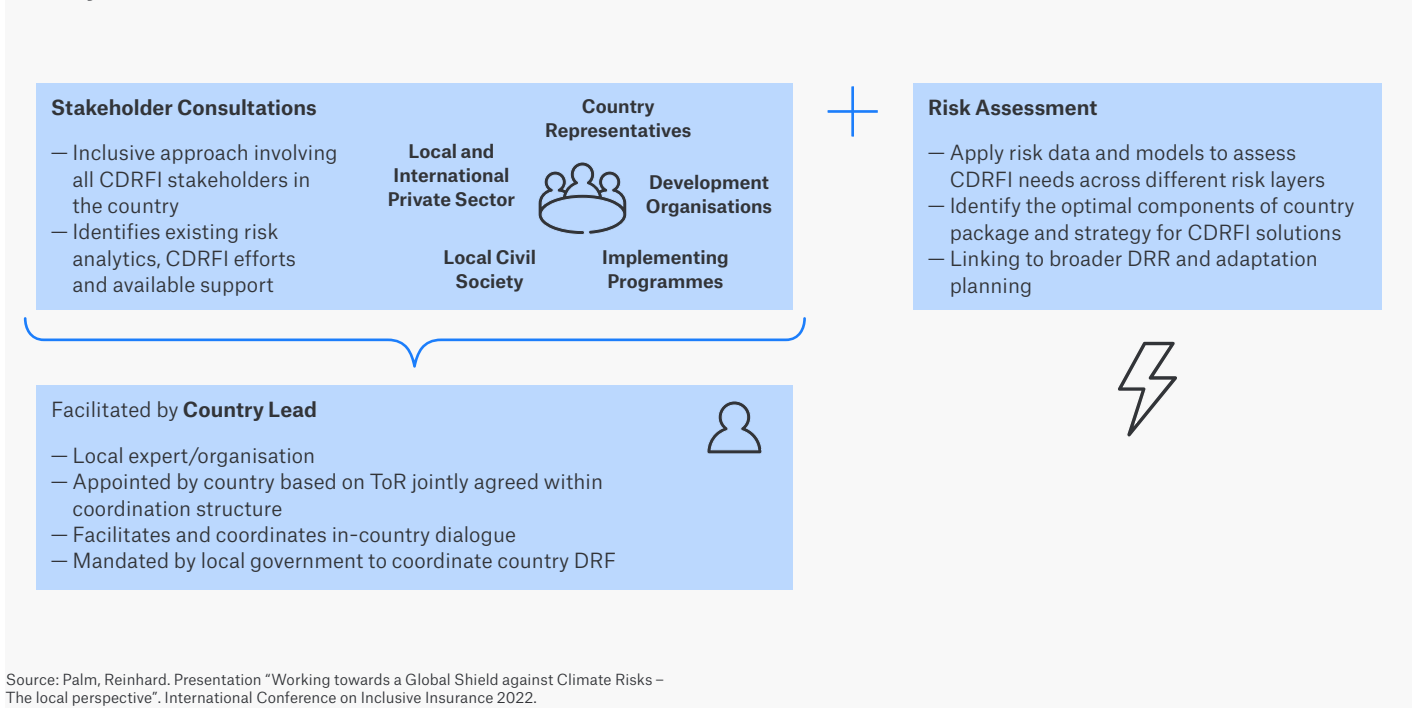 Stakeholder Consultations
— Inclusive approach involving
all CDRFI stakeholders in
the country
— Identifies existing risk
analytics, CDRFI efforts
and available support
Country
Representatives
Local and
International
Private Sector
Development
Organisations
Local Civil
Society
Implementing
Programmes
Risk Assessment
— Apply risk data and models to assess
CDRFI needs across different risk layers
— Identify the optimal components of country
package and strategy for CDRFI solutions
— Linking to broader DRR and adaptation
planning
Facilitated by Country Lead
— Local expert/organisation
— Appointed by country based on ToR jointly agreed within
coordination structure
— Facilitates and coordinates in-country dialogue
— Mandated by local government to coordinate country DRF
Source: Palm, Reinhard. Presentation “Working towards a Global Shield against Climate Risks –
The local perspective”. International Conference on Inclusive Insurance 2022.